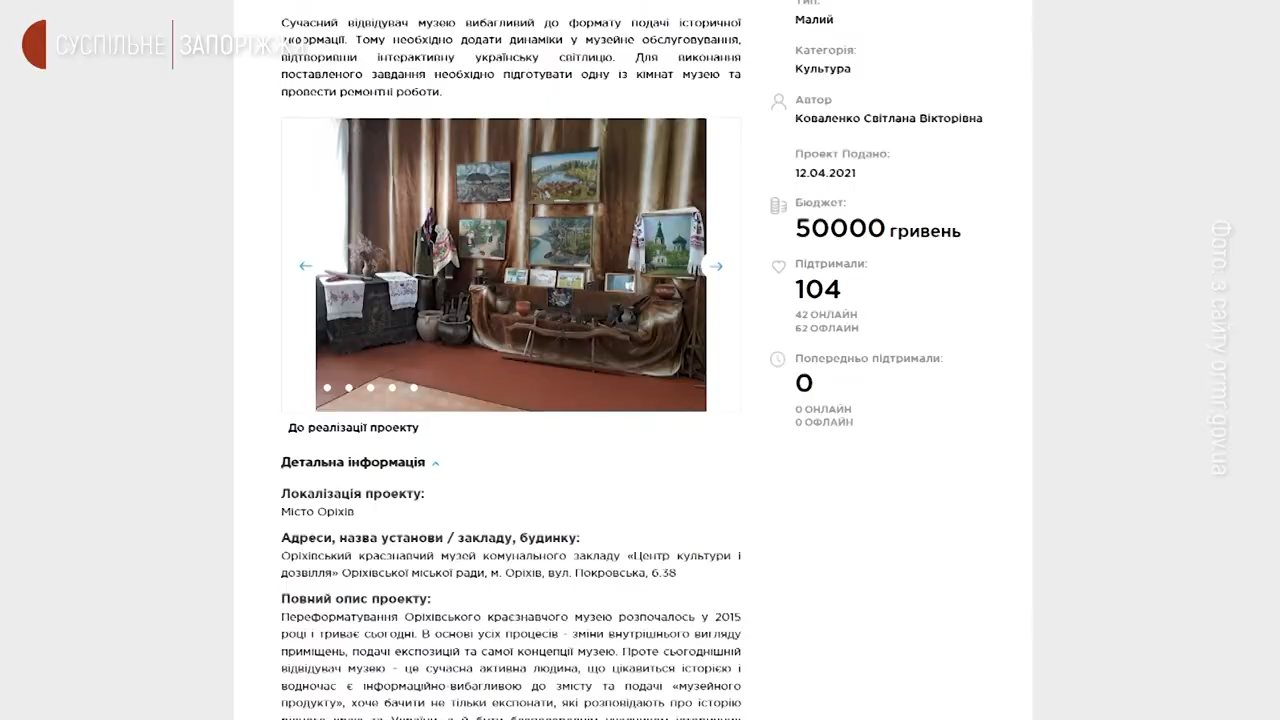 СУСПІЛЬНЕ ЗАПОРІЖЖЯ
Сучасний відвідувач музею вибагливий до формату подачі історичної
інформації. Тому необхідно додати динаміки у музейне обслуговування,
відтворивши інтерактивну українську світлицю. Для виконання
поставленого завдання необхідно підготувати одну із кімнат музею та
провести ремонтні роботи.
До реалізації проекту
Детальна інформація
Локалізація проекту:
Місто Оріхів
Адреси, назва установи / закладу, будинку:
Оріхівський краєзнавчий музей комунального закладу «Центр культури і
дозвілля» Оріхівської міської ради, м. Оріхів, вул. Покровська, б.38
Повний опис проекту:
Переформатування Оріхівського краєзнавчого музею розпочалось у 2015
році і триває сьогодні. В основі усіх процесів - зміни внутрішнього вигляду
приміщень, подачі експозицій та самої концепції музею. Проте сьогоднішній
відвідувач музею – це сучасна активна людина, що цікавиться історією і
водночас є інформаційно-вибагливою до змісту та подачі «музейного
продукту», хоче бачити не тільки експонати, які розповідають про історію
Тип:
Малий
Категорія:
Культура
Автор
Коваленко Світлана Вікторівна
Проект Подано:
12.04.2021
Бюджет:
50000 гривень
Підтримали:
104
42 ОНЛАЙН
62 ОФЛАЙН
Попередньо підтримали:
0
0 ОНЛАЙН
0 ОФЛАЙН
Фото: з сайту ormr.gov.ua